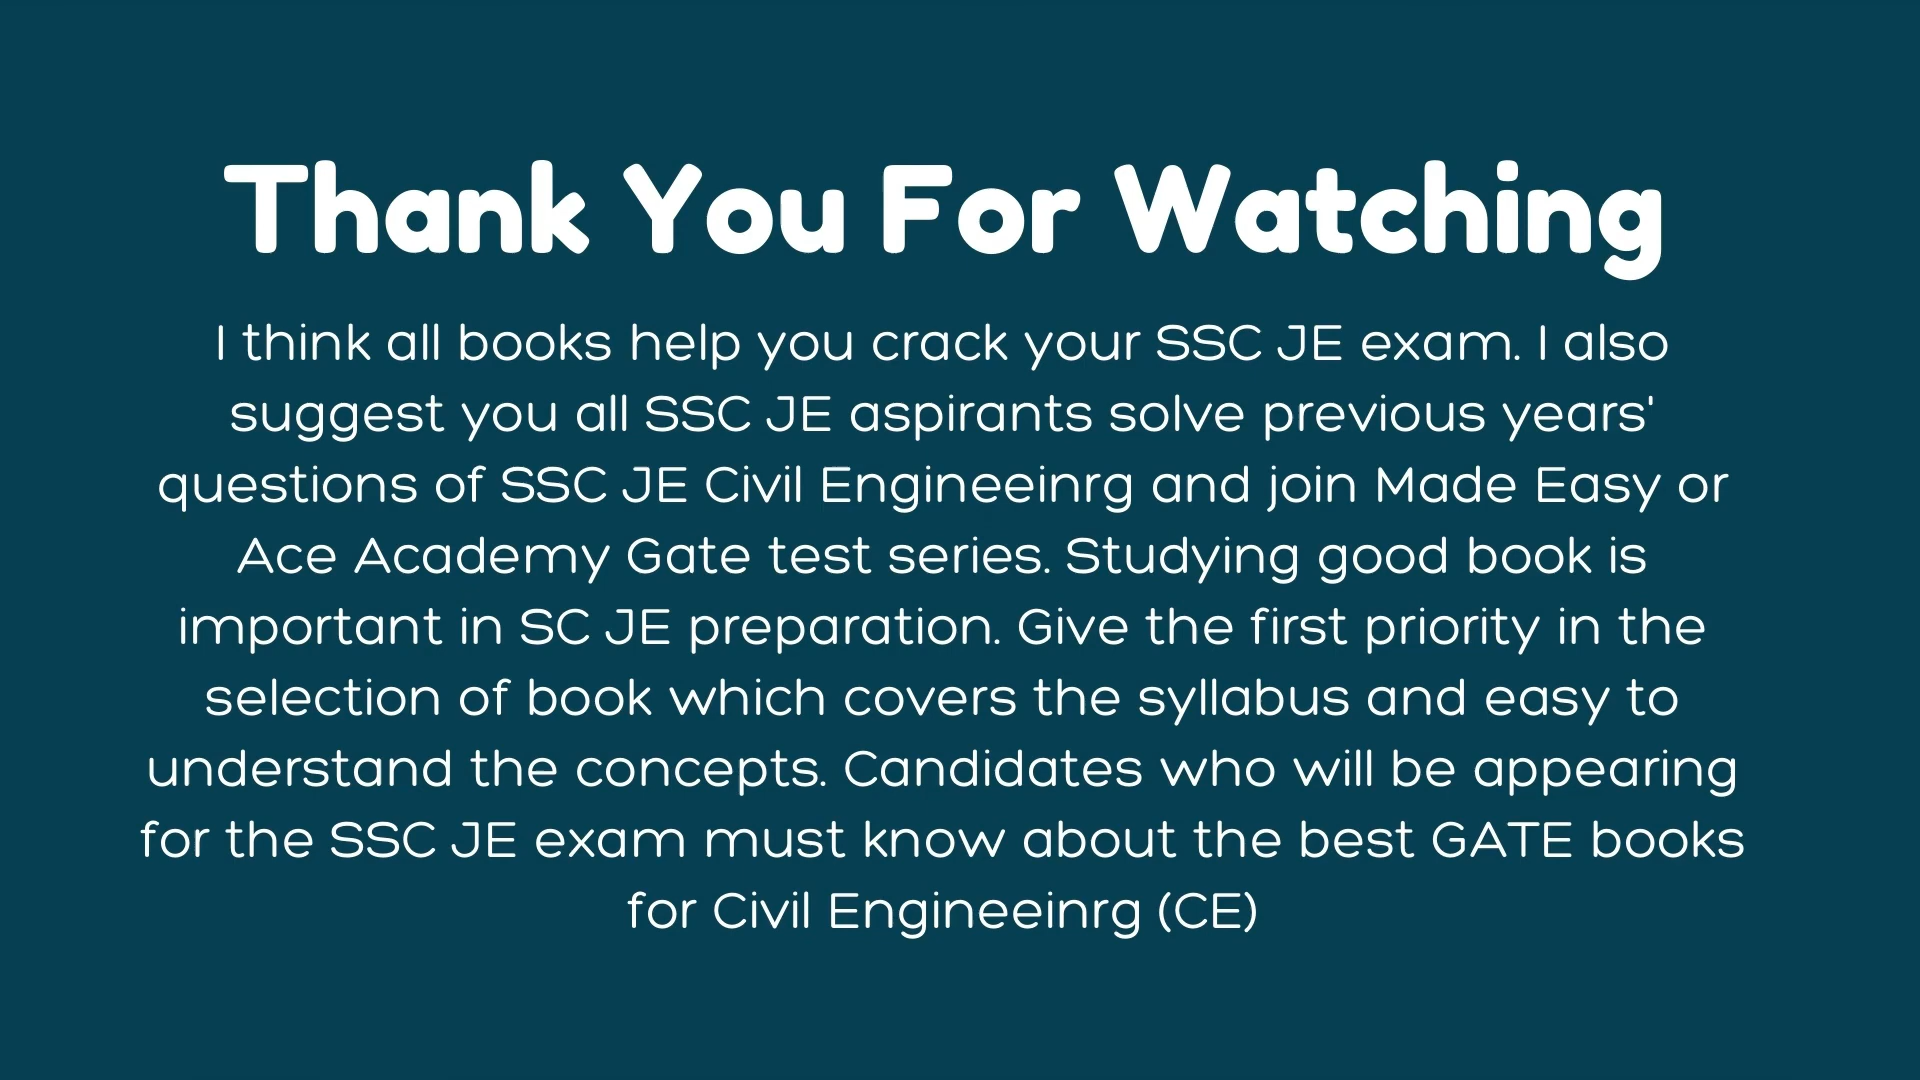 Thank You For Watching
I think all books help you crack your SSC JE exam. I also
suggest you all SSC JE aspirants solve previous years'
questions of SSC JE Civil Engineeinrg and join Made Easy or
Ace Academy Gate test series. Studying good book is
important in SC JE preparation. Give the first priority in the
selection of book which covers the syllabus and easy to
understand the concepts. Candidates who will be appearing
for the SSC JE exam must know about the best GATE books
for Civil Engineeinrg (CE)